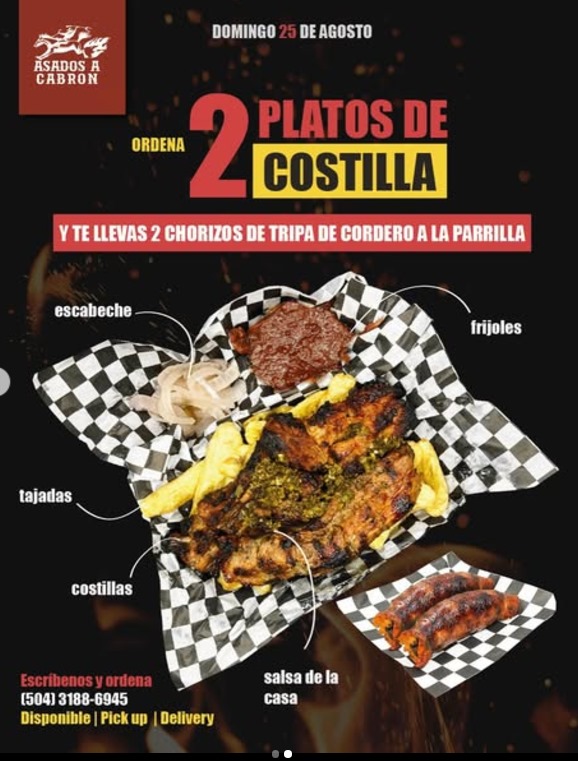 ASADOS A
CABRON
DOMINGO 25 DE AGOSTO
ORDENA
2
PLATOS DE
COSTILLA
Y TE LLEVAS 2 CHORIZOS DE TRIPA DE CORDERO A LA PARRILLA
escabeche
frijoles
tajadas
costillas
salsa de la
casa
Escríbenos y ordena
(504) 3188-6945
Disponible | Pick up | Delivery